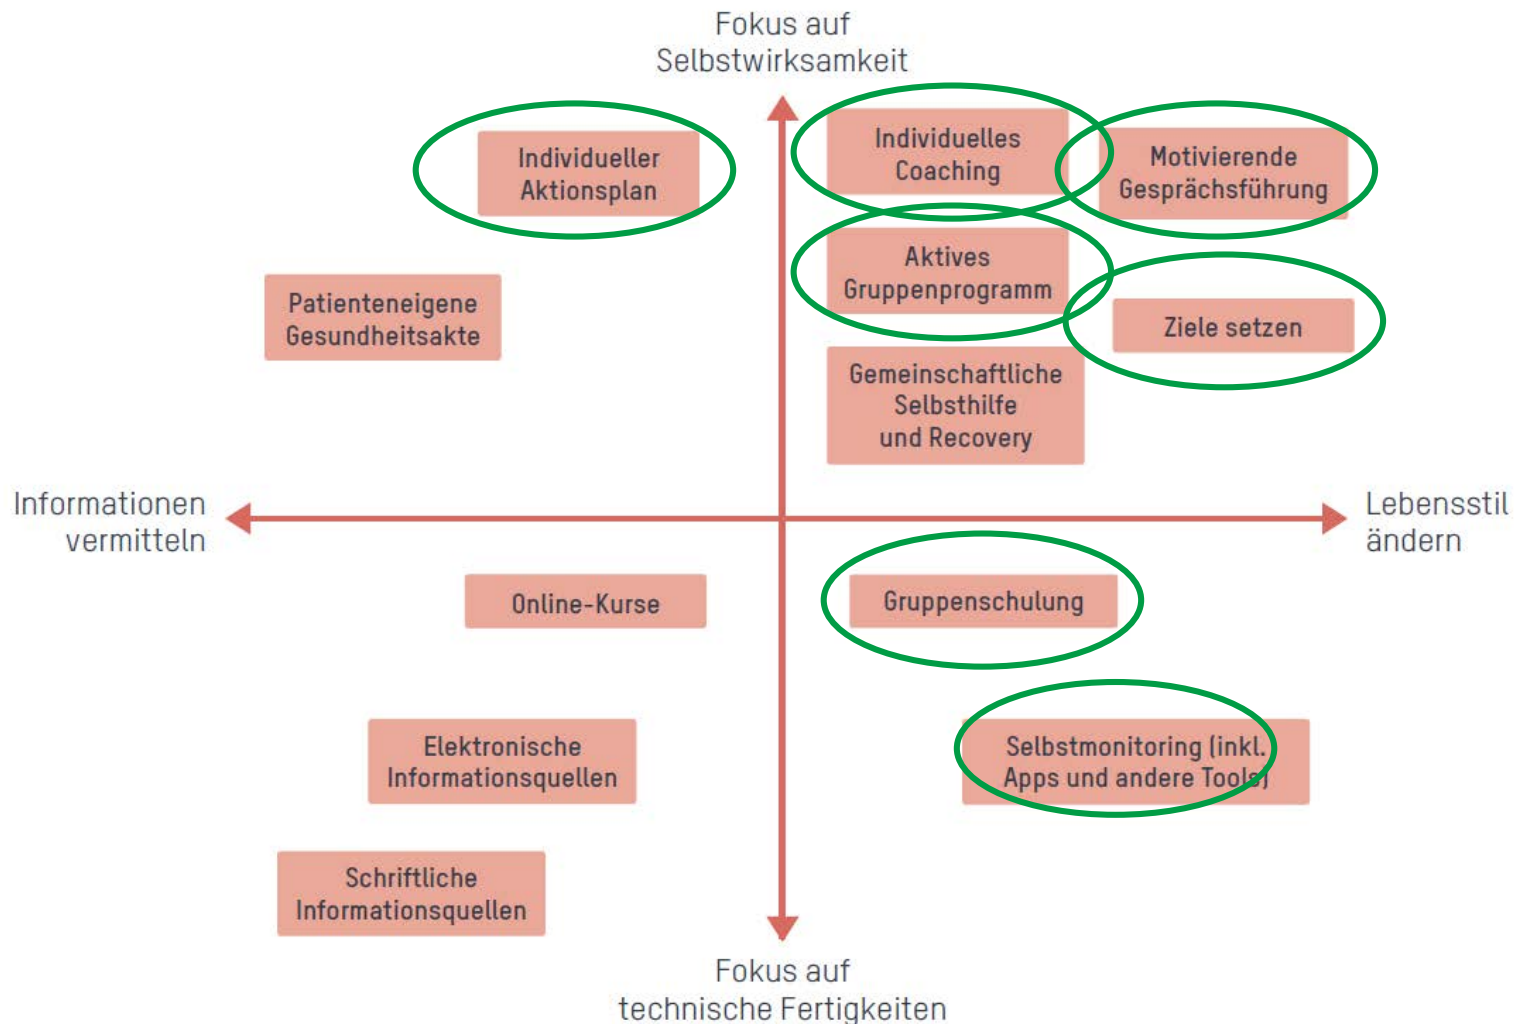 Fokus auf
Selbstwirksamkeit
Individueller
Aktionsplan
Individuelles
Coaching
Motivierende
Gesprächsführung
Aktives
Gruppenprogramm
Patienteneigene
Gesundheitsakte
Ziele setzen
Gemeinschaftliche
Selbsthilfe
und Recovery
Informationen
vermitteln
Lebensstil
ändern
Online-Kurse
Gruppenschulung
Elektronische
Informationsquellen
Selbstmonitoring (inkl.
Apps und andere Tools)
Schriftliche
Informationsquellen
Fokus auf
technische Fertigkeiten